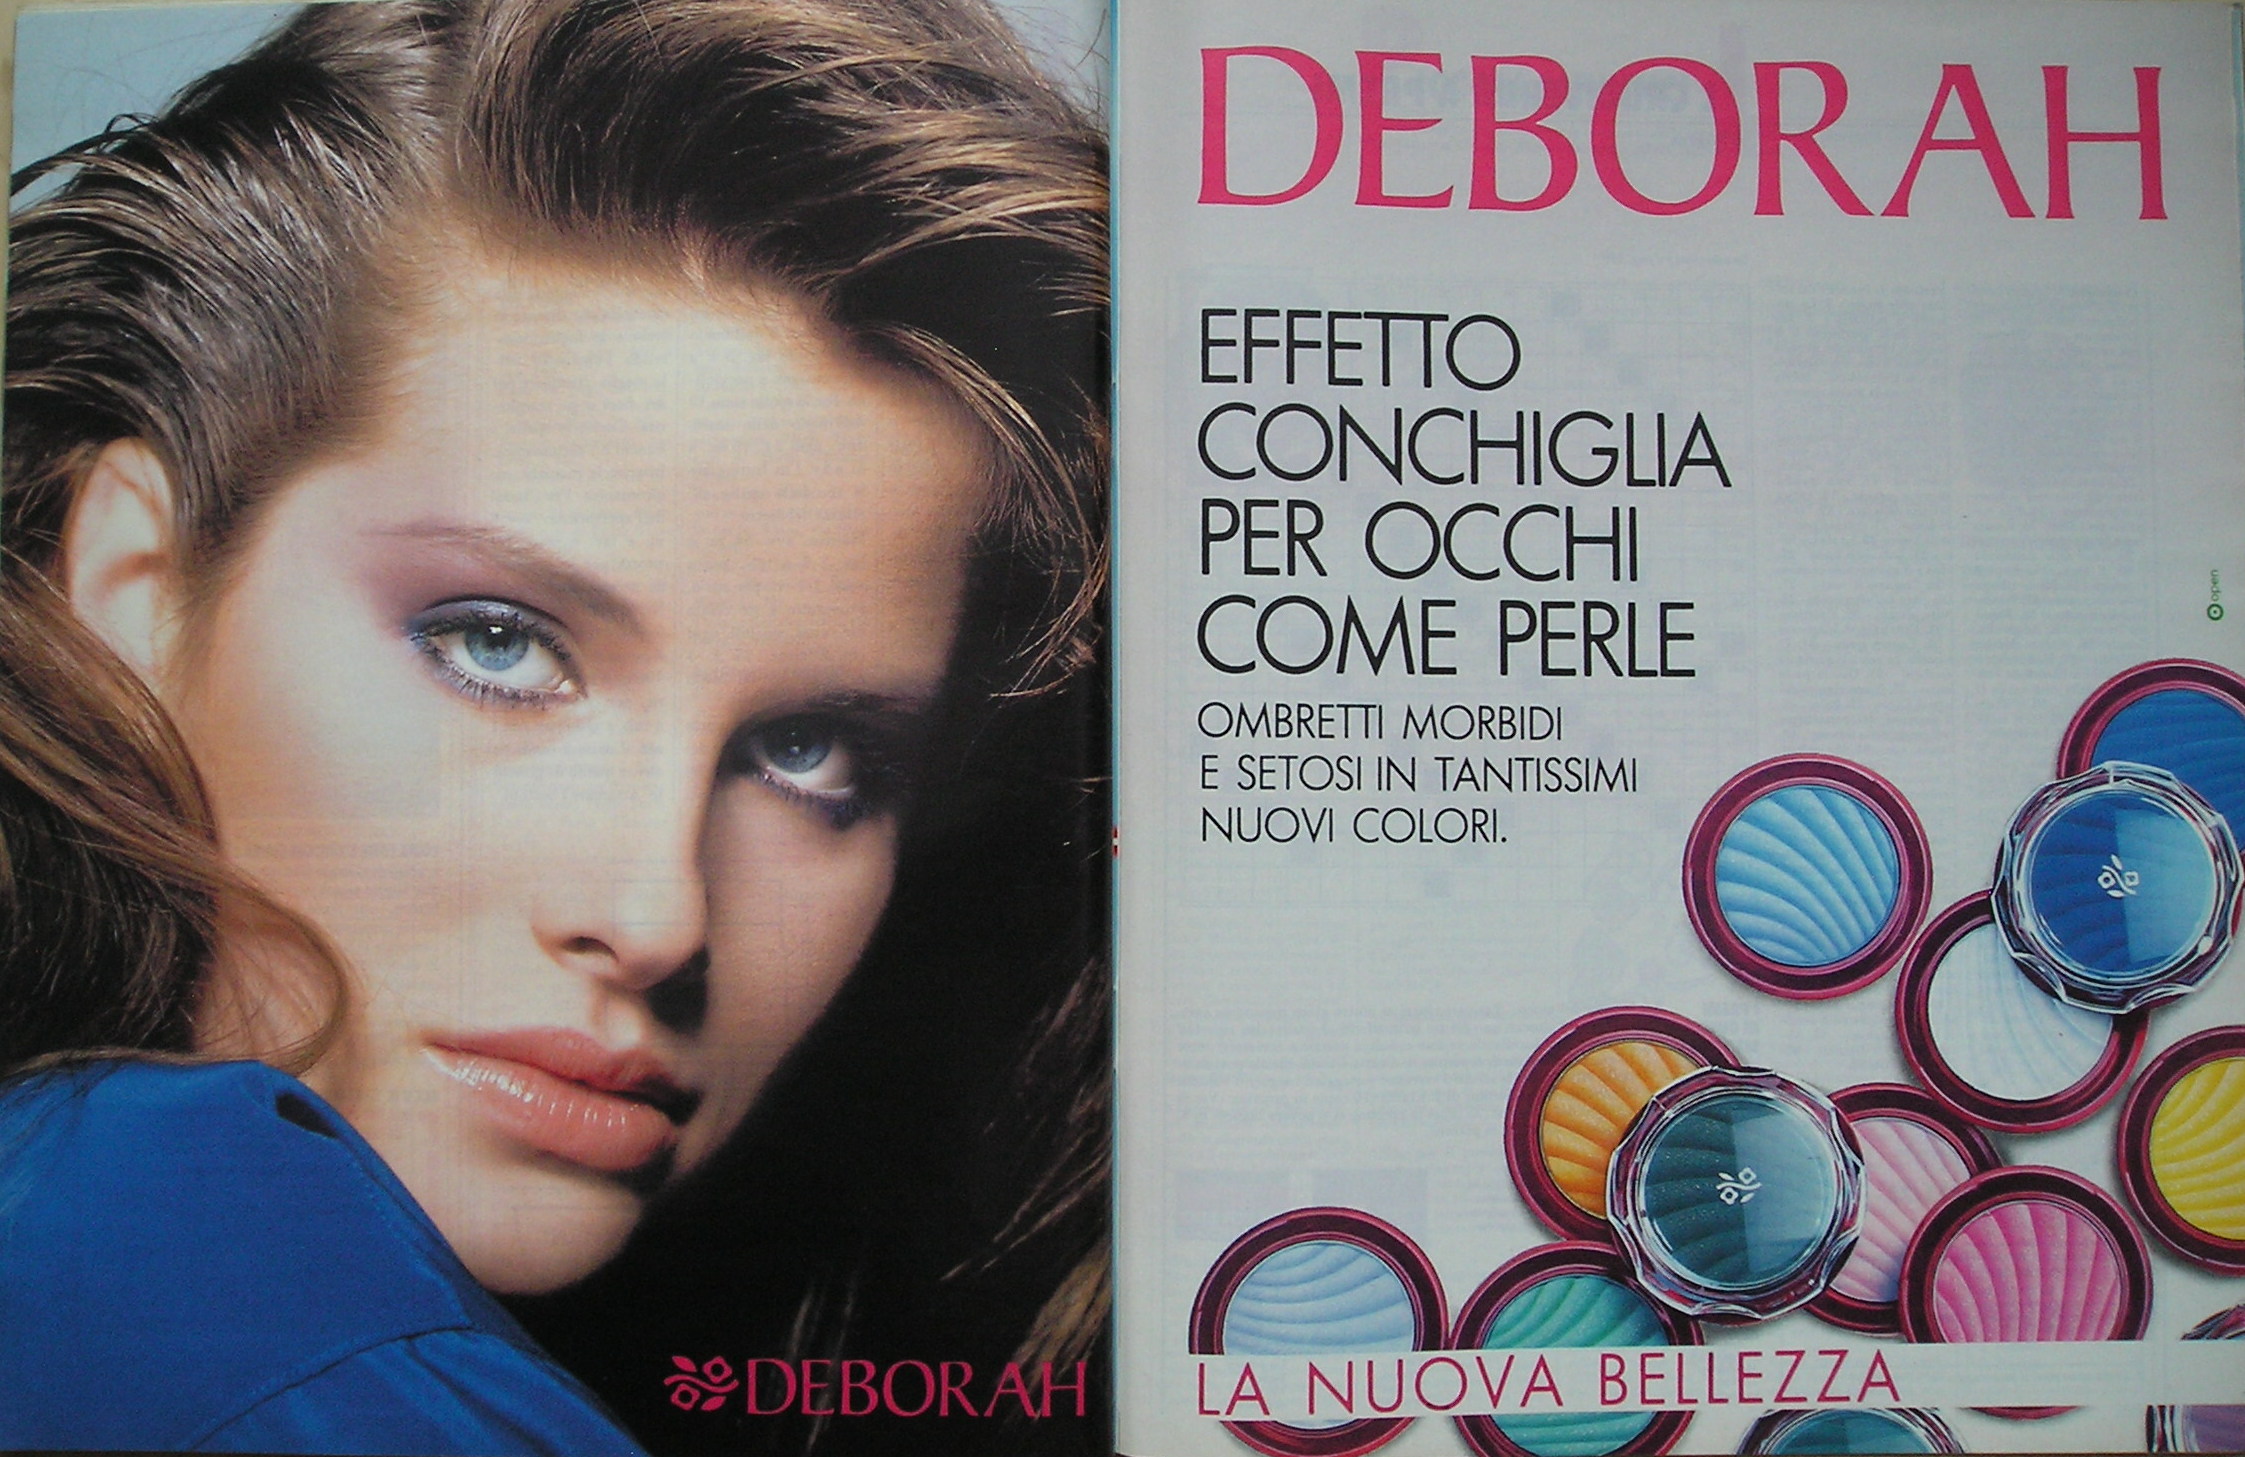 DEBORAH
DEBORAH
EFFETTO
CONCHIGLIA
PER OCCHI
COME PERLE
OMBRETTI MORBIDI
E SETOSI IN TANTISSIMI
NUOVI COLORI.
open
LA NUOVA BELLEZZA